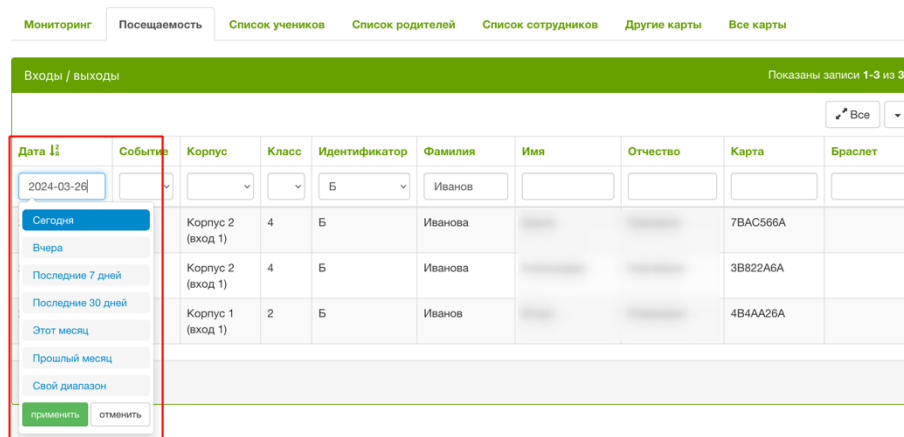 Мониторинг Посещаемость Список учеников Список родителей Список сотрудников Другие карты Все карты
Входы / выходы Показаны записи 1-3 из 3
Все
Дата Событие Корпус Класс Идентификатор Фамилия Имя Отчество Карта Браслет
2024-03-26 Б Иванов
Сегодня
Вчера
Последние 7 дней
Последние 30 дней
Этот месяц
Прошлый месяц
Свой диапазон
применить отменить
Корпус 2 4 Б Иванова 7BAC566A
(вход 1)
Корпус 2 4 Б Иванова 3B822A6A
(вход 1)
Корпус 1 2 Б Иванов 4B4AA26A
(вход 1)